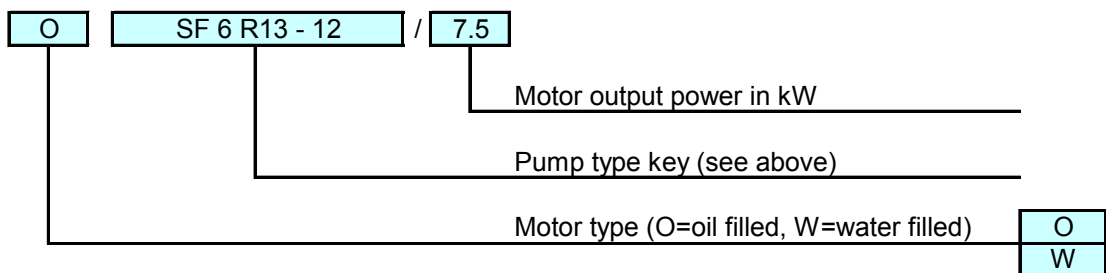 O SF 6 R13 - 12 / 7.5
Motor output power in kW
Pump type key (see above)
Motor type (O=oil filled, W=water filled) O
W